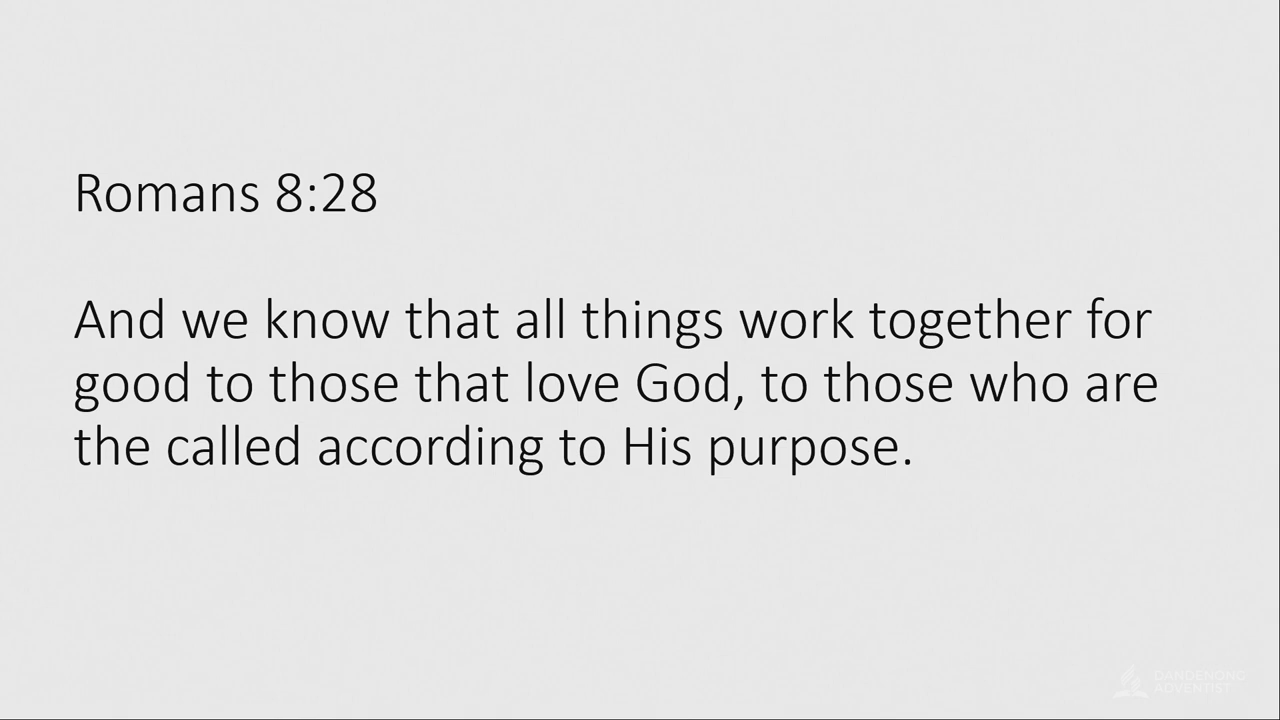 Romans 8:28
And we know that all things work together for
good to those that love God, to those who are
the called according to His purpose.
DANDENONG
ADVENTIST